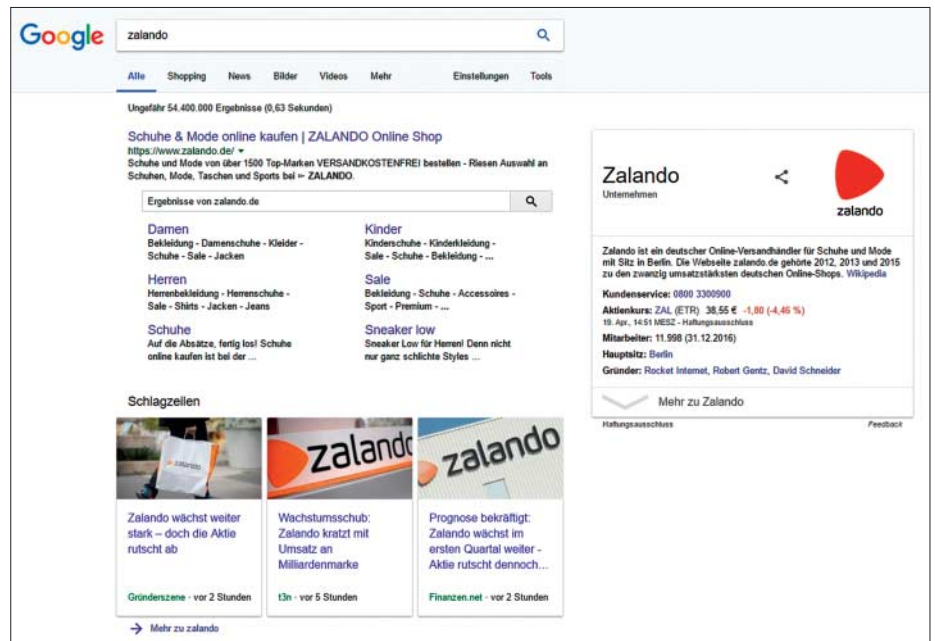 Google
zalando
Alle Shopping News Bilder Videos Mehr Einstellungen Tools
Ungefähr 54.400.000 Ergebnisse (0,63 Sekunden)
Schuhe & Mode online kaufen | ZALANDO Online Shop
https://www.zalando.de/
Schuhe und Mode von über 1500 Top-Marken VERSANDKOSTENFREI bestellen - Riesen Auswahl an
Schuhen, Mode, Taschen und Sports bei ➳ ZALANDO.
Ergebnisse von zalando.de
Damen
Bekleidung - Damenschuhe - Kleider -
Schuhe - Sale - Jacken
Kinder
Kinderschuhe - Kinderkleidung -
Sale - Schuhe - Bekleidung - ...
Herren
Herrenbekleidung - Herrenschuhe -
Sale - Shirts - Jacken - Jeans
Sale
Bekleidung - Schuhe - Accessoires -
Sport - Premium - ...
Schuhe
Auf die Absätze, fertig los! Schuhe
online kaufen ist bei der ...
Sneaker low
Sneaker Low für Herren! Denn nicht
nur ganz schlichte Styles ...
Schlagzeilen
zalando
zalando
zalando
Zalando wächst weiter
stark – doch die Aktie
rutscht ab
Gründerszene - vor 2 Stunden
Wachstumsschub:
Zalando kratzt mit
Umsatz an
Milliardenmarke
t3n - vor 5 Stunden
Prognose bekräftigt:
Zalando wächst im
ersten Quartal weiter -
Aktie rutscht dennoch...
Finanzen.net - vor 2 Stunden
Mehr zu zalando
Zalando
Unternehmen
zalando
Zalando ist ein deutscher Online-Versandhändler für Schuhe und Mode
mit Sitz in Berlin. Die Webseite zalando.de gehörte 2012, 2013 und 2015
zu den zwanzig umsatzstärksten deutschen Online-Shops. Wikipedia
Kundenservice: 0800 3300900
Aktienkurs: ZAL (ETR) 38,55 € -1,80 (-4,46 %)
19. Apr., 14:51 MESZ - Haftungsausschluss
Mitarbeiter: 11.998 (31.12.2016)
Hauptsitz: Berlin
Gründer: Rocket Internet, Robert Gentz, David Schneider
Mehr zu Zalando
Haftungsausschluss Feedback